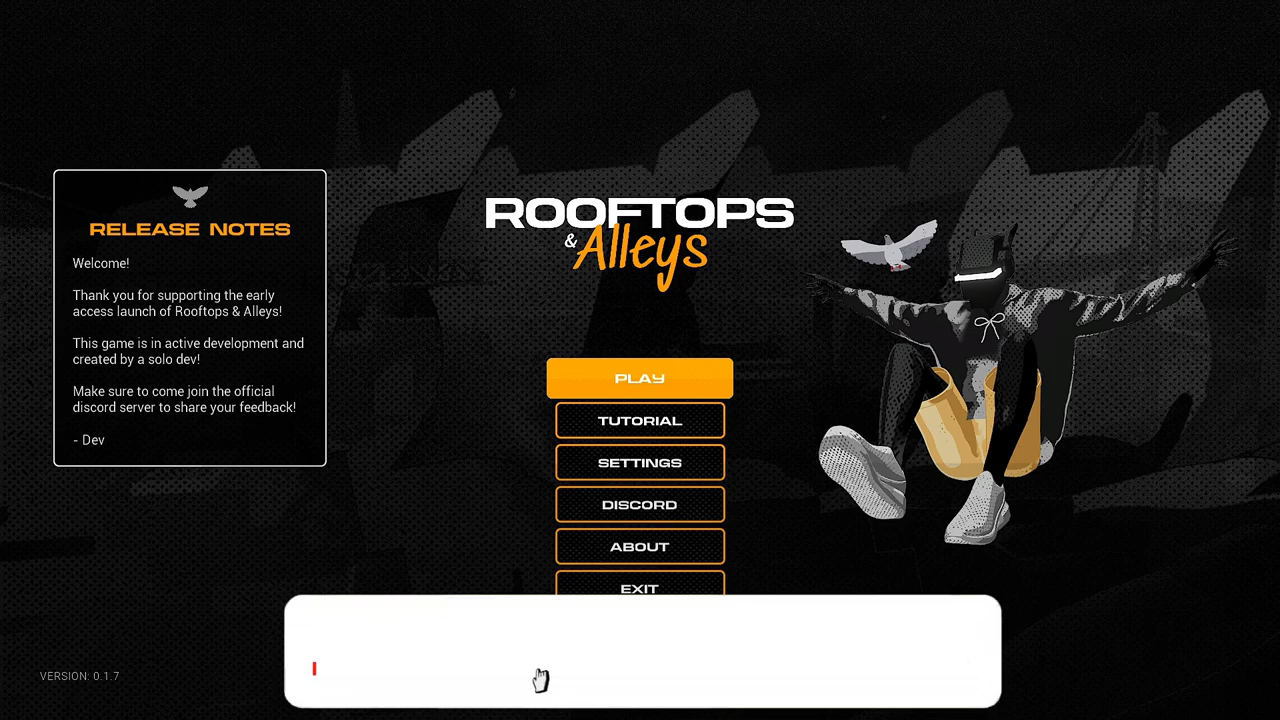 RELEASE NOTES
Welcome!
Thank you for supporting the early
access launch of Rooftops & Alleys!
This game is in active development and
created by a solo dev!
Make sure to come join the official
discord server to share your feedback!
- Dev
ROOFTOPS
& Alleys
PLAY
TUTORIAL
SETTINGS
DISCORD
ABOUT
EXIT
VERSION: 0.1.7